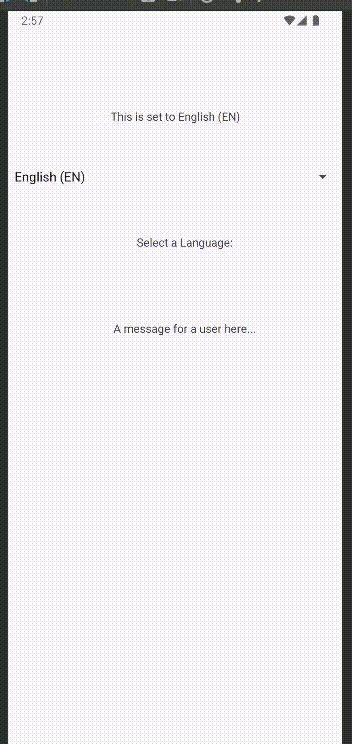 2:57
This is set to English (EN)
English (EN)
Select a Language:
A message for a user here...